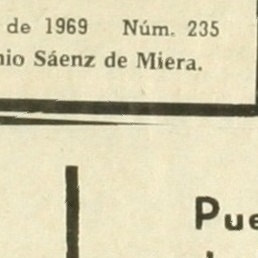 de 1969 Núm. 235
nio Sáenz de Miera.
Pue